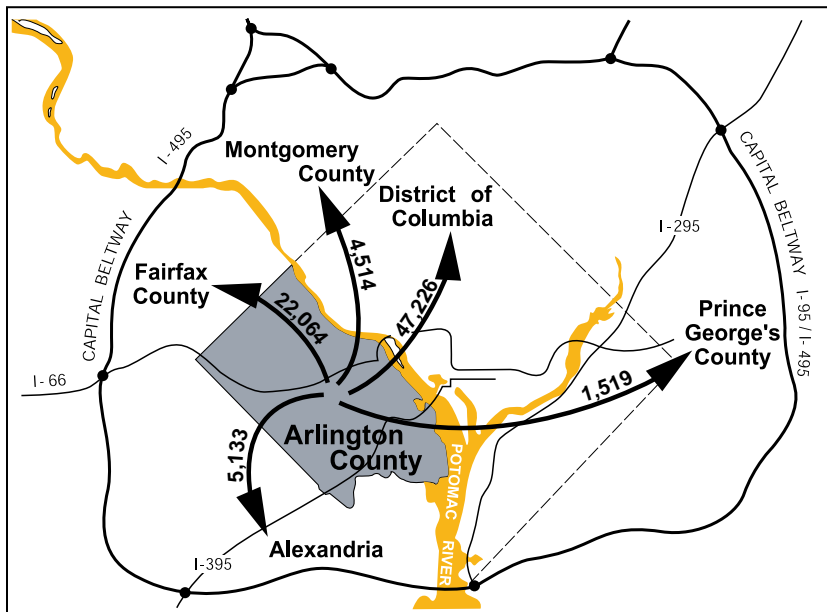 I-495
Montgomery
County
District of
Columbia
I-295
CAPITAL BELTWAY
CAPITAL BELTWAY I-95 / I-495
4,514
Fairfax
County
22,064
47,226
Prince
George's
County
I-66
1,519
5,133
Arlington
County
POTOMAC RIVER
Alexandria
I-395